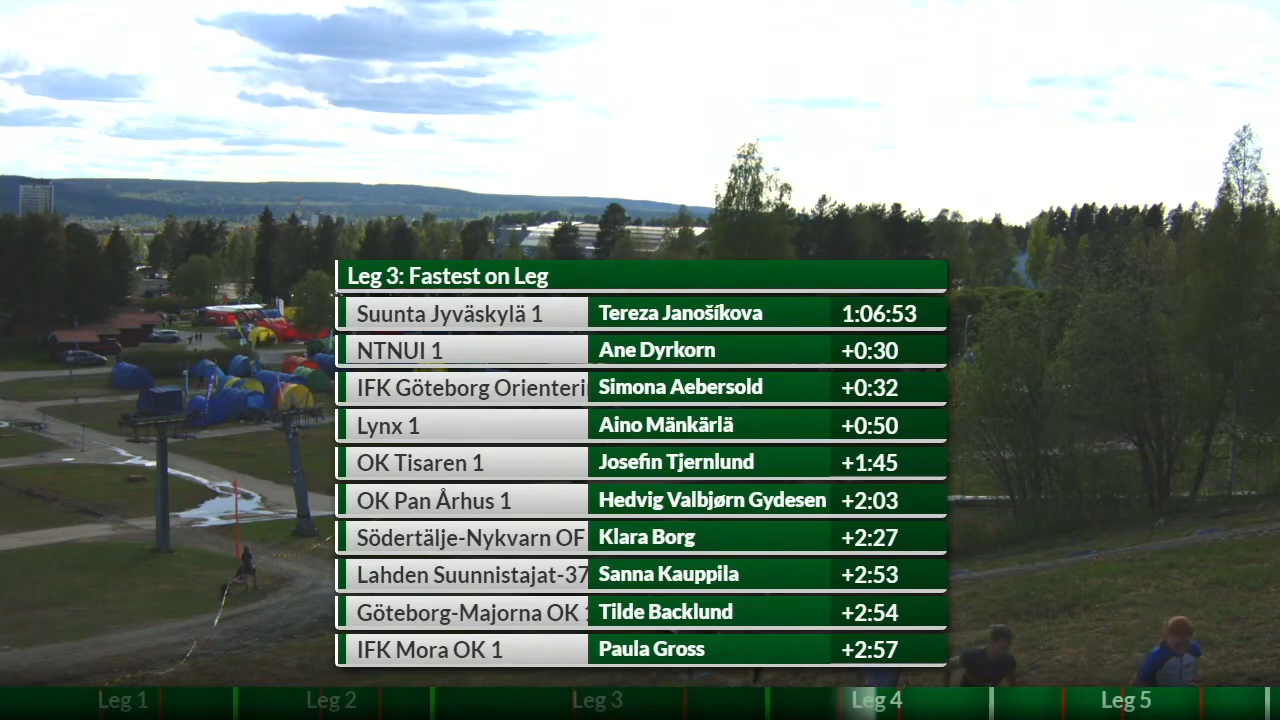 Leg 3: Fastest on Leg
Suunta Jyväskylä 1 Tereza Janošíkova 1:06:53
NTNUI 1 Ane Dyrkorn +0:30
IFK Göteborg Orienteri Simona Aebersold +0:32
Lynx 1 Aino Mänkärlä +0:50
OK Tisaren 1 Josefin Tjernlund +1:45
OK Pan Århus 1 Hedvig Valbjørn Gydesen +2:03
Södertälje-Nykvarn OF Klara Borg +2:27
Lahden Suunnistajat-37 Sanna Kauppila +2:53
Göteborg-Majorna OK 1 Tilde Backlund +2:54
IFK Mora OK 1 Paula Gross +2:57
Leg 1 Leg 2 Leg 3 Leg 4 Leg 5